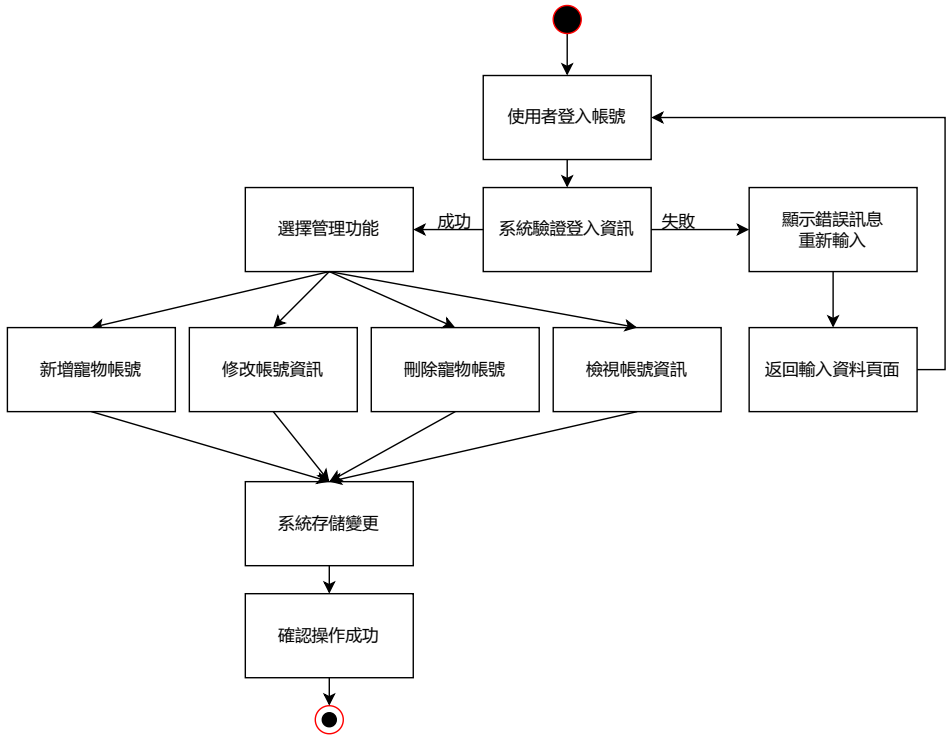 使用者登入帳號
選擇管理功能
成功
系統驗證登入資訊
失敗
顯示錯誤訊息
重新輸入
新增寵物帳號
修改帳號資訊
刪除寵物帳號
檢視帳號資訊
返回輸入資料頁面
系統存儲變更
確認操作成功